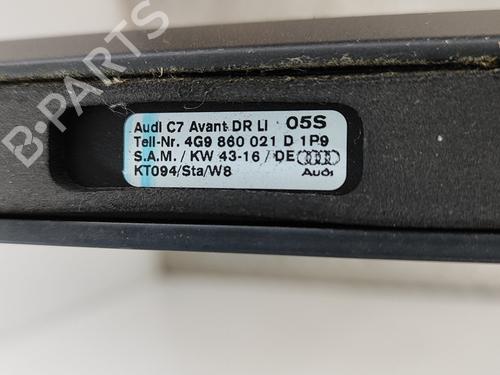 Audi C7 Avant DR LI 05S
Teil-Nr. 4G9 860 021 D 1P9
S.A.M. / KW 43-16 / DE
KT094/Sta/W8
Audi
B-PARTS